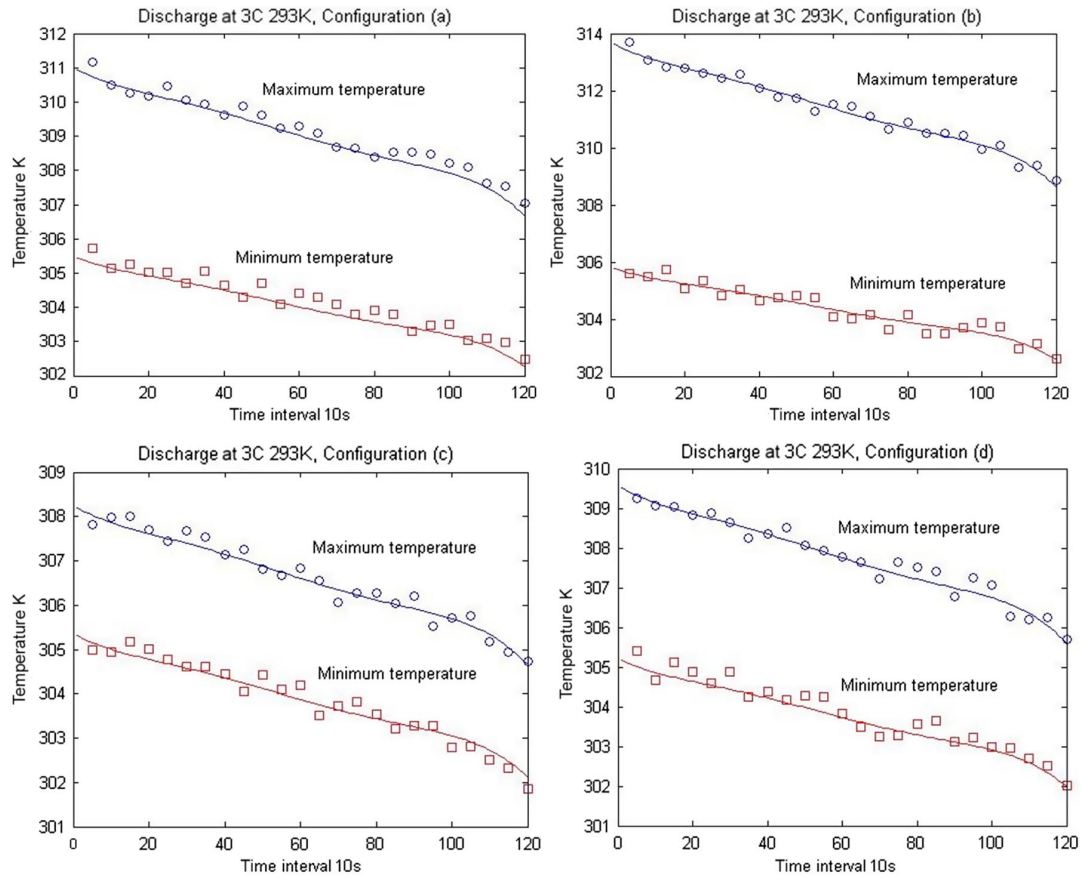 Discharge at 3C 293K, Configuration (a)
312
311
310
309
308
307
306
305
304
303
302
Temperature K
Maximum temperature
Minimum temperature
0 20 40 60 80 100 120
Time interval 10s
Discharge at 3C 293K, Configuration (b)
314
312
310
308
306
304
302
Temperature K
Maximum temperature
Minimum temperature
0 20 40 60 80 100 120
Time interval 10s
Discharge at 3C 293K, Configuration (c)
309
308
307
306
305
304
303
302
301
Temperature K
Maximum temperature
Minimum temperature
0 20 40 60 80 100 120
Time interval 10s
Discharge at 3C 293K, Configuration (d)
310
309
308
307
306
305
304
303
302
301
Temperature K
Maximum temperature
Minimum temperature
0 20 40 60 80 100 120
Time interval 10s